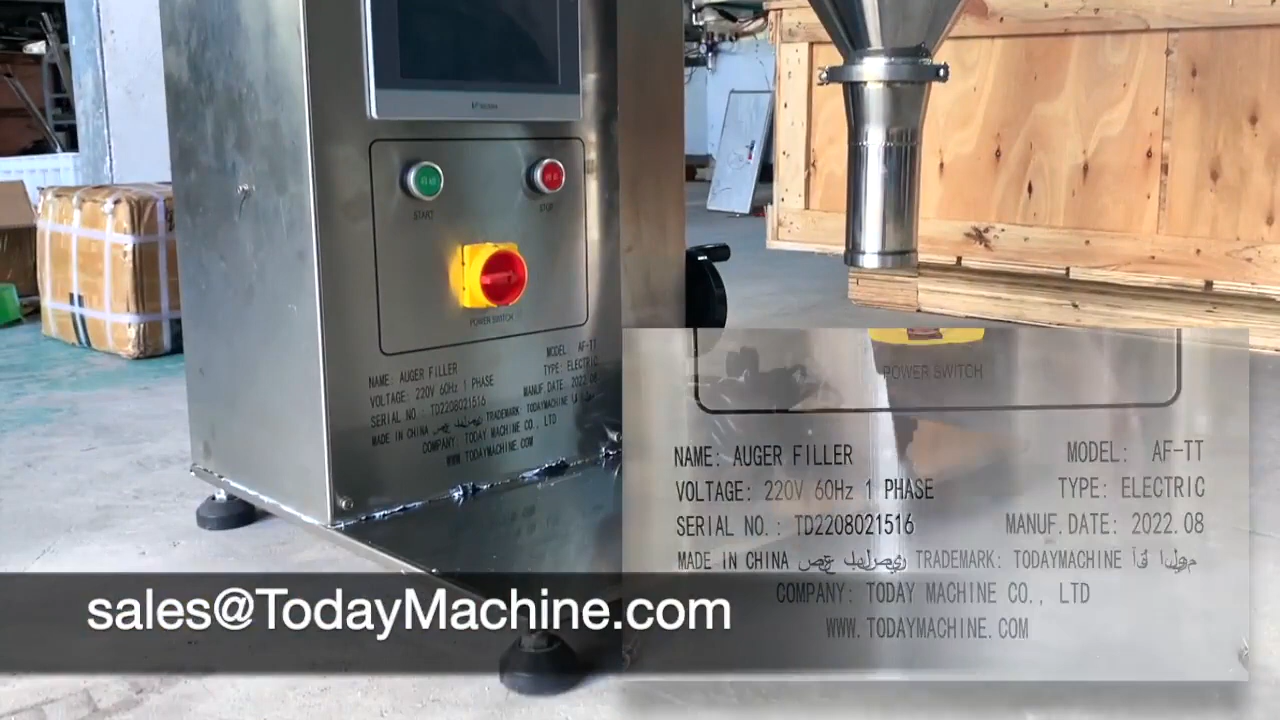 START
STOP
POWER SWITCH
NAME: AUGER FILLER
MODEL: AF-TT
VOLTAGE: 220V 60Hz 1 PHASE
TYPE: ELECTRIC
SERIAL NO.: TD2208021516
MANUF.DATE: 2022.08
MADE IN CHINA
TRADEMARK: TODAYMACHINE
COMPANY: TODAY MACHINE CO., LTD
WWW.TODAYMACHINE.COM
POWER SWITCH
NAME: AUGER FILLER MODEL: AF-TT
VOLTAGE: 220V 60Hz 1 PHASE TYPE: ELECTRIC
SERIAL NO.: TD2208021516 MANUF.DATE: 2022.08
MADE IN CHINA TRADEMARK: TODAYMACHINE
COMPANY: TODAY MACHINE CO., LTD
WWW.TODAYMACHINE.COM
sales@TodayMachine.com